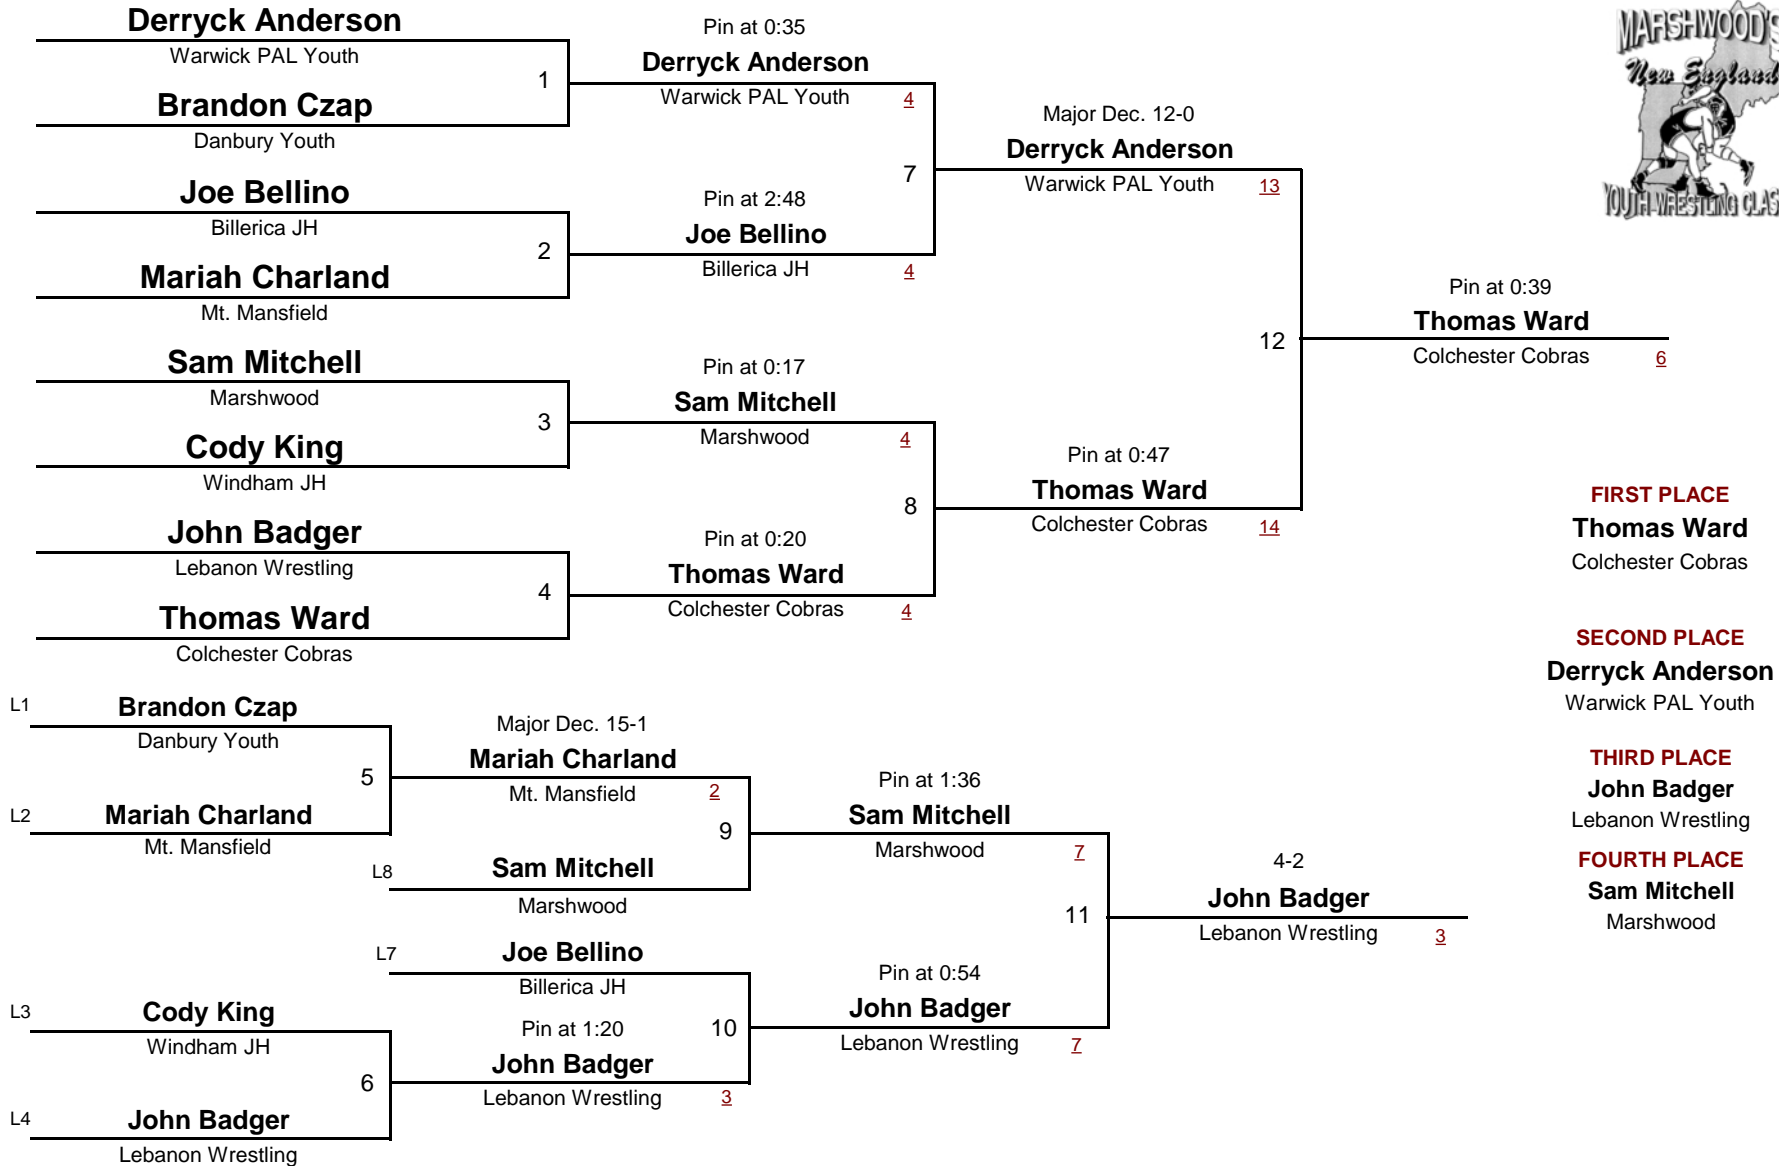 Derryck Anderson
Warwick PAL Youth
1
Brandon Czap
Danbury Youth
Joe Bellino
Billerica JH
2
Mariah Charland
Mt. Mansfield
Sam Mitchell
Marshwood
3
Cody King
Windham JH
John Badger
Lebanon Wrestling
4
Thomas Ward
Colchester Cobras
Pin at 0:35
Derryck Anderson
Warwick PAL Youth 4
7
Pin at 2:48
Joe Bellino
Billerica JH 4
Pin at 0:17
Sam Mitchell
Marshwood 4
8
Pin at 0:20
Thomas Ward
Colchester Cobras 4
Major Dec. 12-0
Derryck Anderson
Warwick PAL Youth 13
12
Pin at 0:47
Thomas Ward
Colchester Cobras 14
Pin at 0:39
Thomas Ward
Colchester Cobras 6
MARSHWOOD'S
New England
YOUTH WRESTLING CLAS
FIRST PLACE
Thomas Ward
Colchester Cobras
SECOND PLACE
Derryck Anderson
Warwick PAL Youth
THIRD PLACE
John Badger
Lebanon Wrestling
FOURTH PLACE
Sam Mitchell
Marshwood
L1 Brandon Czap
Danbury Youth
5
L2 Mariah Charland
Mt. Mansfield
L3 Cody King
Windham JH
6
L4 John Badger
Lebanon Wrestling
Major Dec. 15-1
Mariah Charland
Mt. Mansfield 2
9
L8 Sam Mitchell
Marshwood
L7 Joe Bellino
Billerica JH
Pin at 1:20 10
John Badger
Lebanon Wrestling 3
Pin at 1:36
Sam Mitchell
Marshwood 7
11
Pin at 0:54
John Badger
Lebanon Wrestling 7
4-2
John Badger
Lebanon Wrestling 3